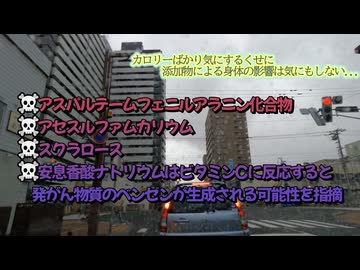 カロリーばかり気にするくせに
添加物による身体の影響は気にもしない...
アスパルテームフェニルアラニン化合物
アセスルファムカリウム
スクラロース
安息香酸ナトリウムはビタミンCに反応すると
発がん物質のベンゼンが生成される可能性を指摘